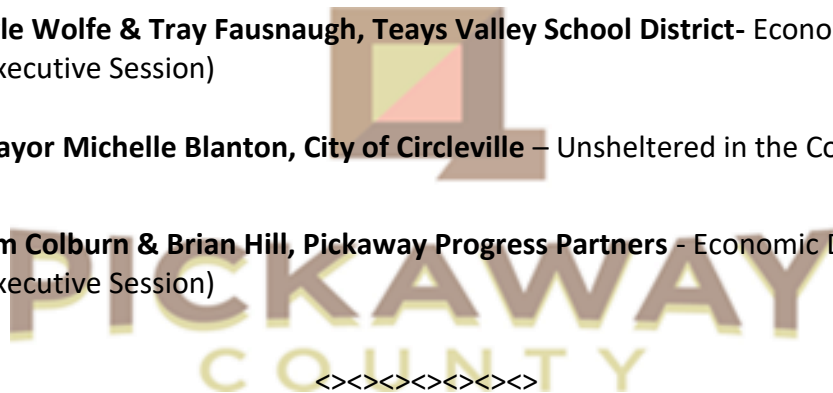 le Wolfe & Tray Fausnaugh, Teays Valley School District- Econo
xecutive Session)
ayor Michelle Blanton, City of Circleville – Unsheltered in the Co
m Colburn & Brian Hill, Pickaway Progress Partners - Economic D
xecutive Session)
PICKAWAY
COUNTY
<><><><><><><>